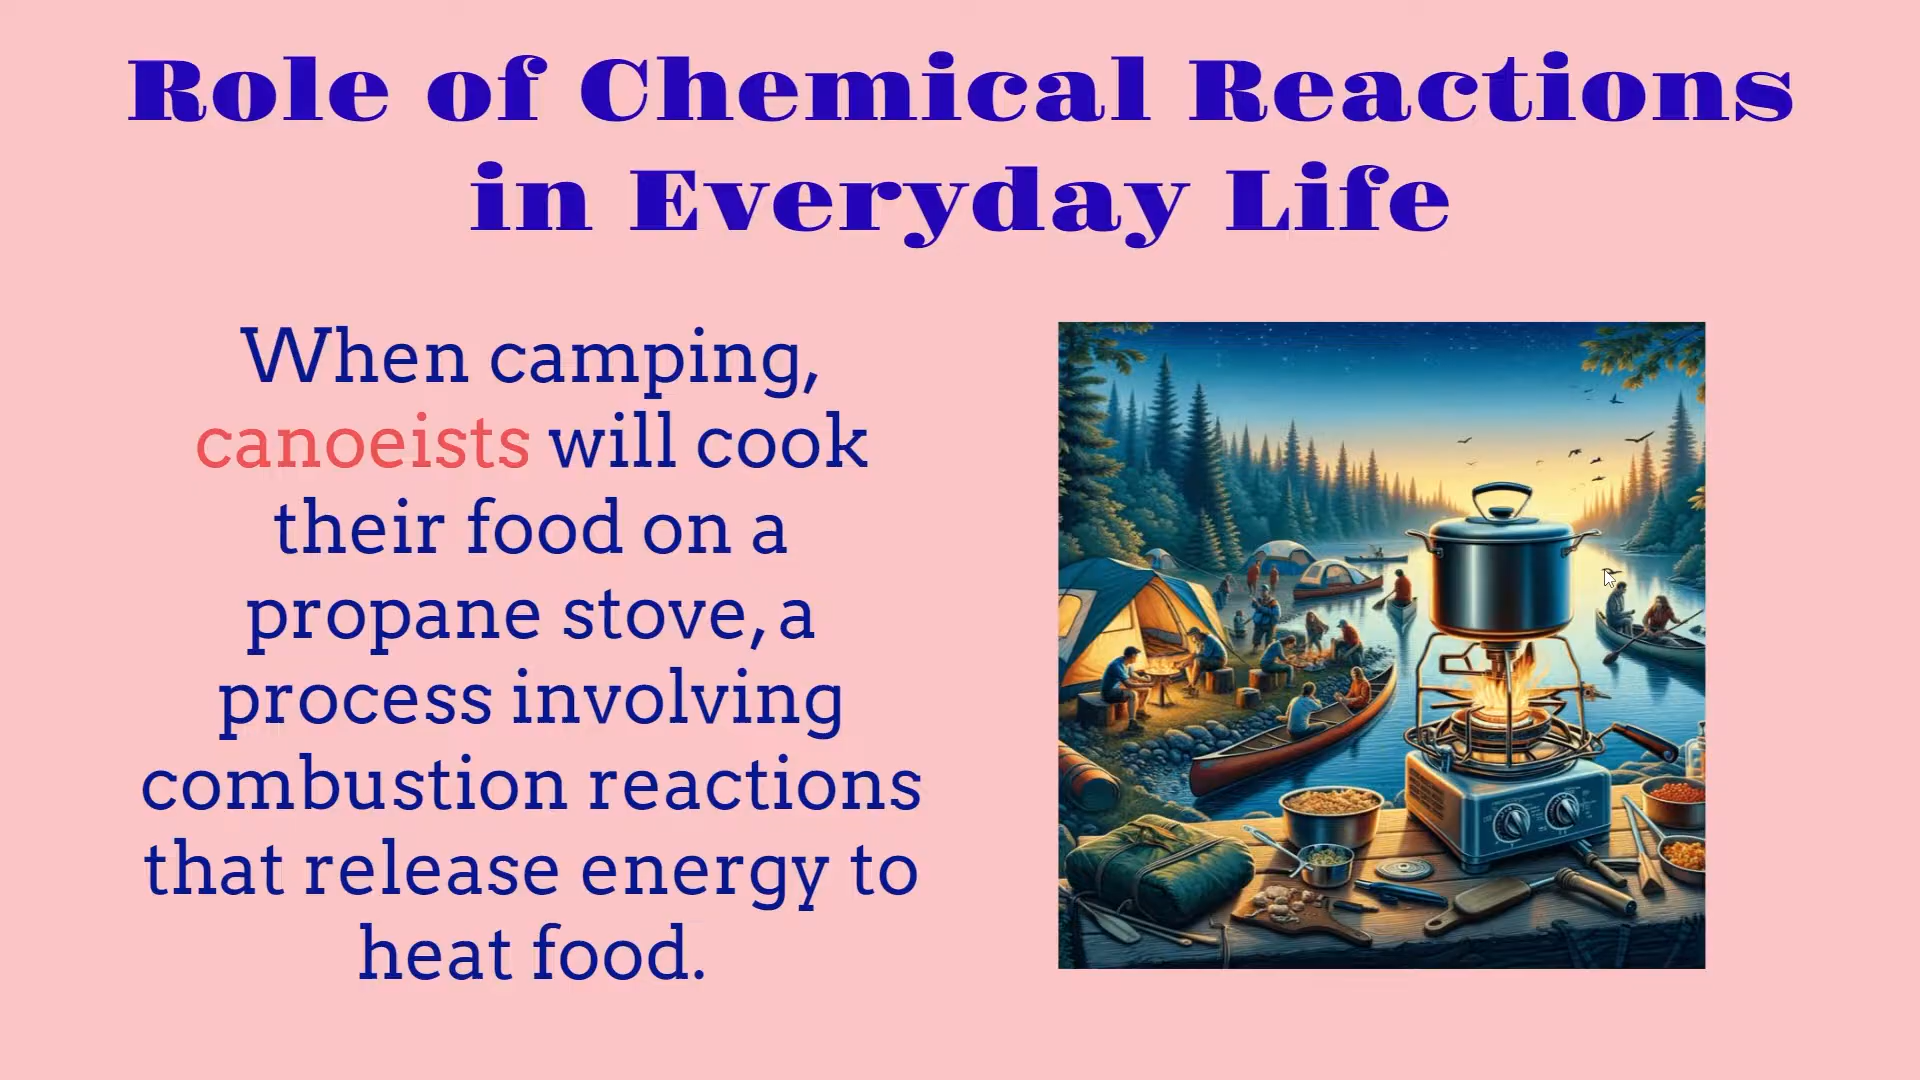 Role of Chemical Reactions
in Everyday Life
When camping,
canoeists will cook
their food on a
propane stove, a
process involving
combustion reactions
that release energy to
heat food.